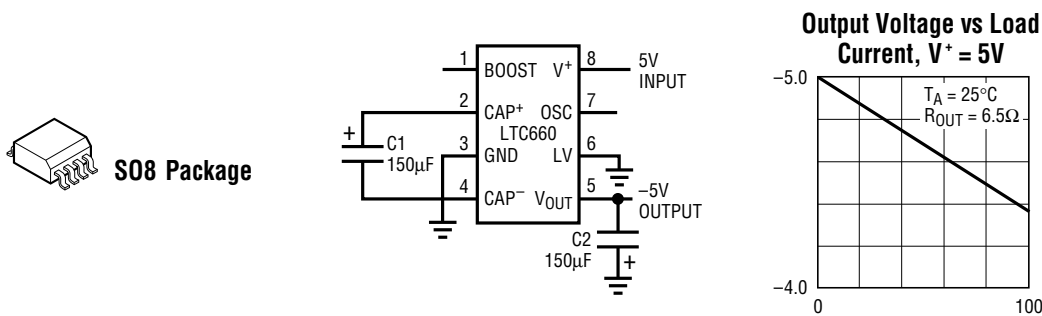 SO8 Package
1
BOOST
V+
8
5V
INPUT
2
CAP+
OSC
7
LTC660
+
C1
150µF
3
GND
LV
6
4
CAP–
VOUT
5
–5V
OUTPUT
C2
150µF
+
Output Voltage vs Load
Current, V+ = 5V
–5.0
TA = 25°C
ROUT = 6.5Ω
–4.0
0
100